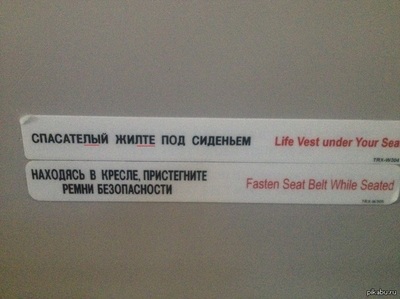 СПАСАТЕЛЫЙ ЖИЛТЕ ПОД СИДЕНЬЕМ Life Vest under Your Sea
НАХОДЯСЬ В КРЕСЛЕ, ПРИСТЕГНИТЕ
РЕМНИ БЕЗОПАСНОСТИ Fasten Seat Belt While Seated
pikabu.ru